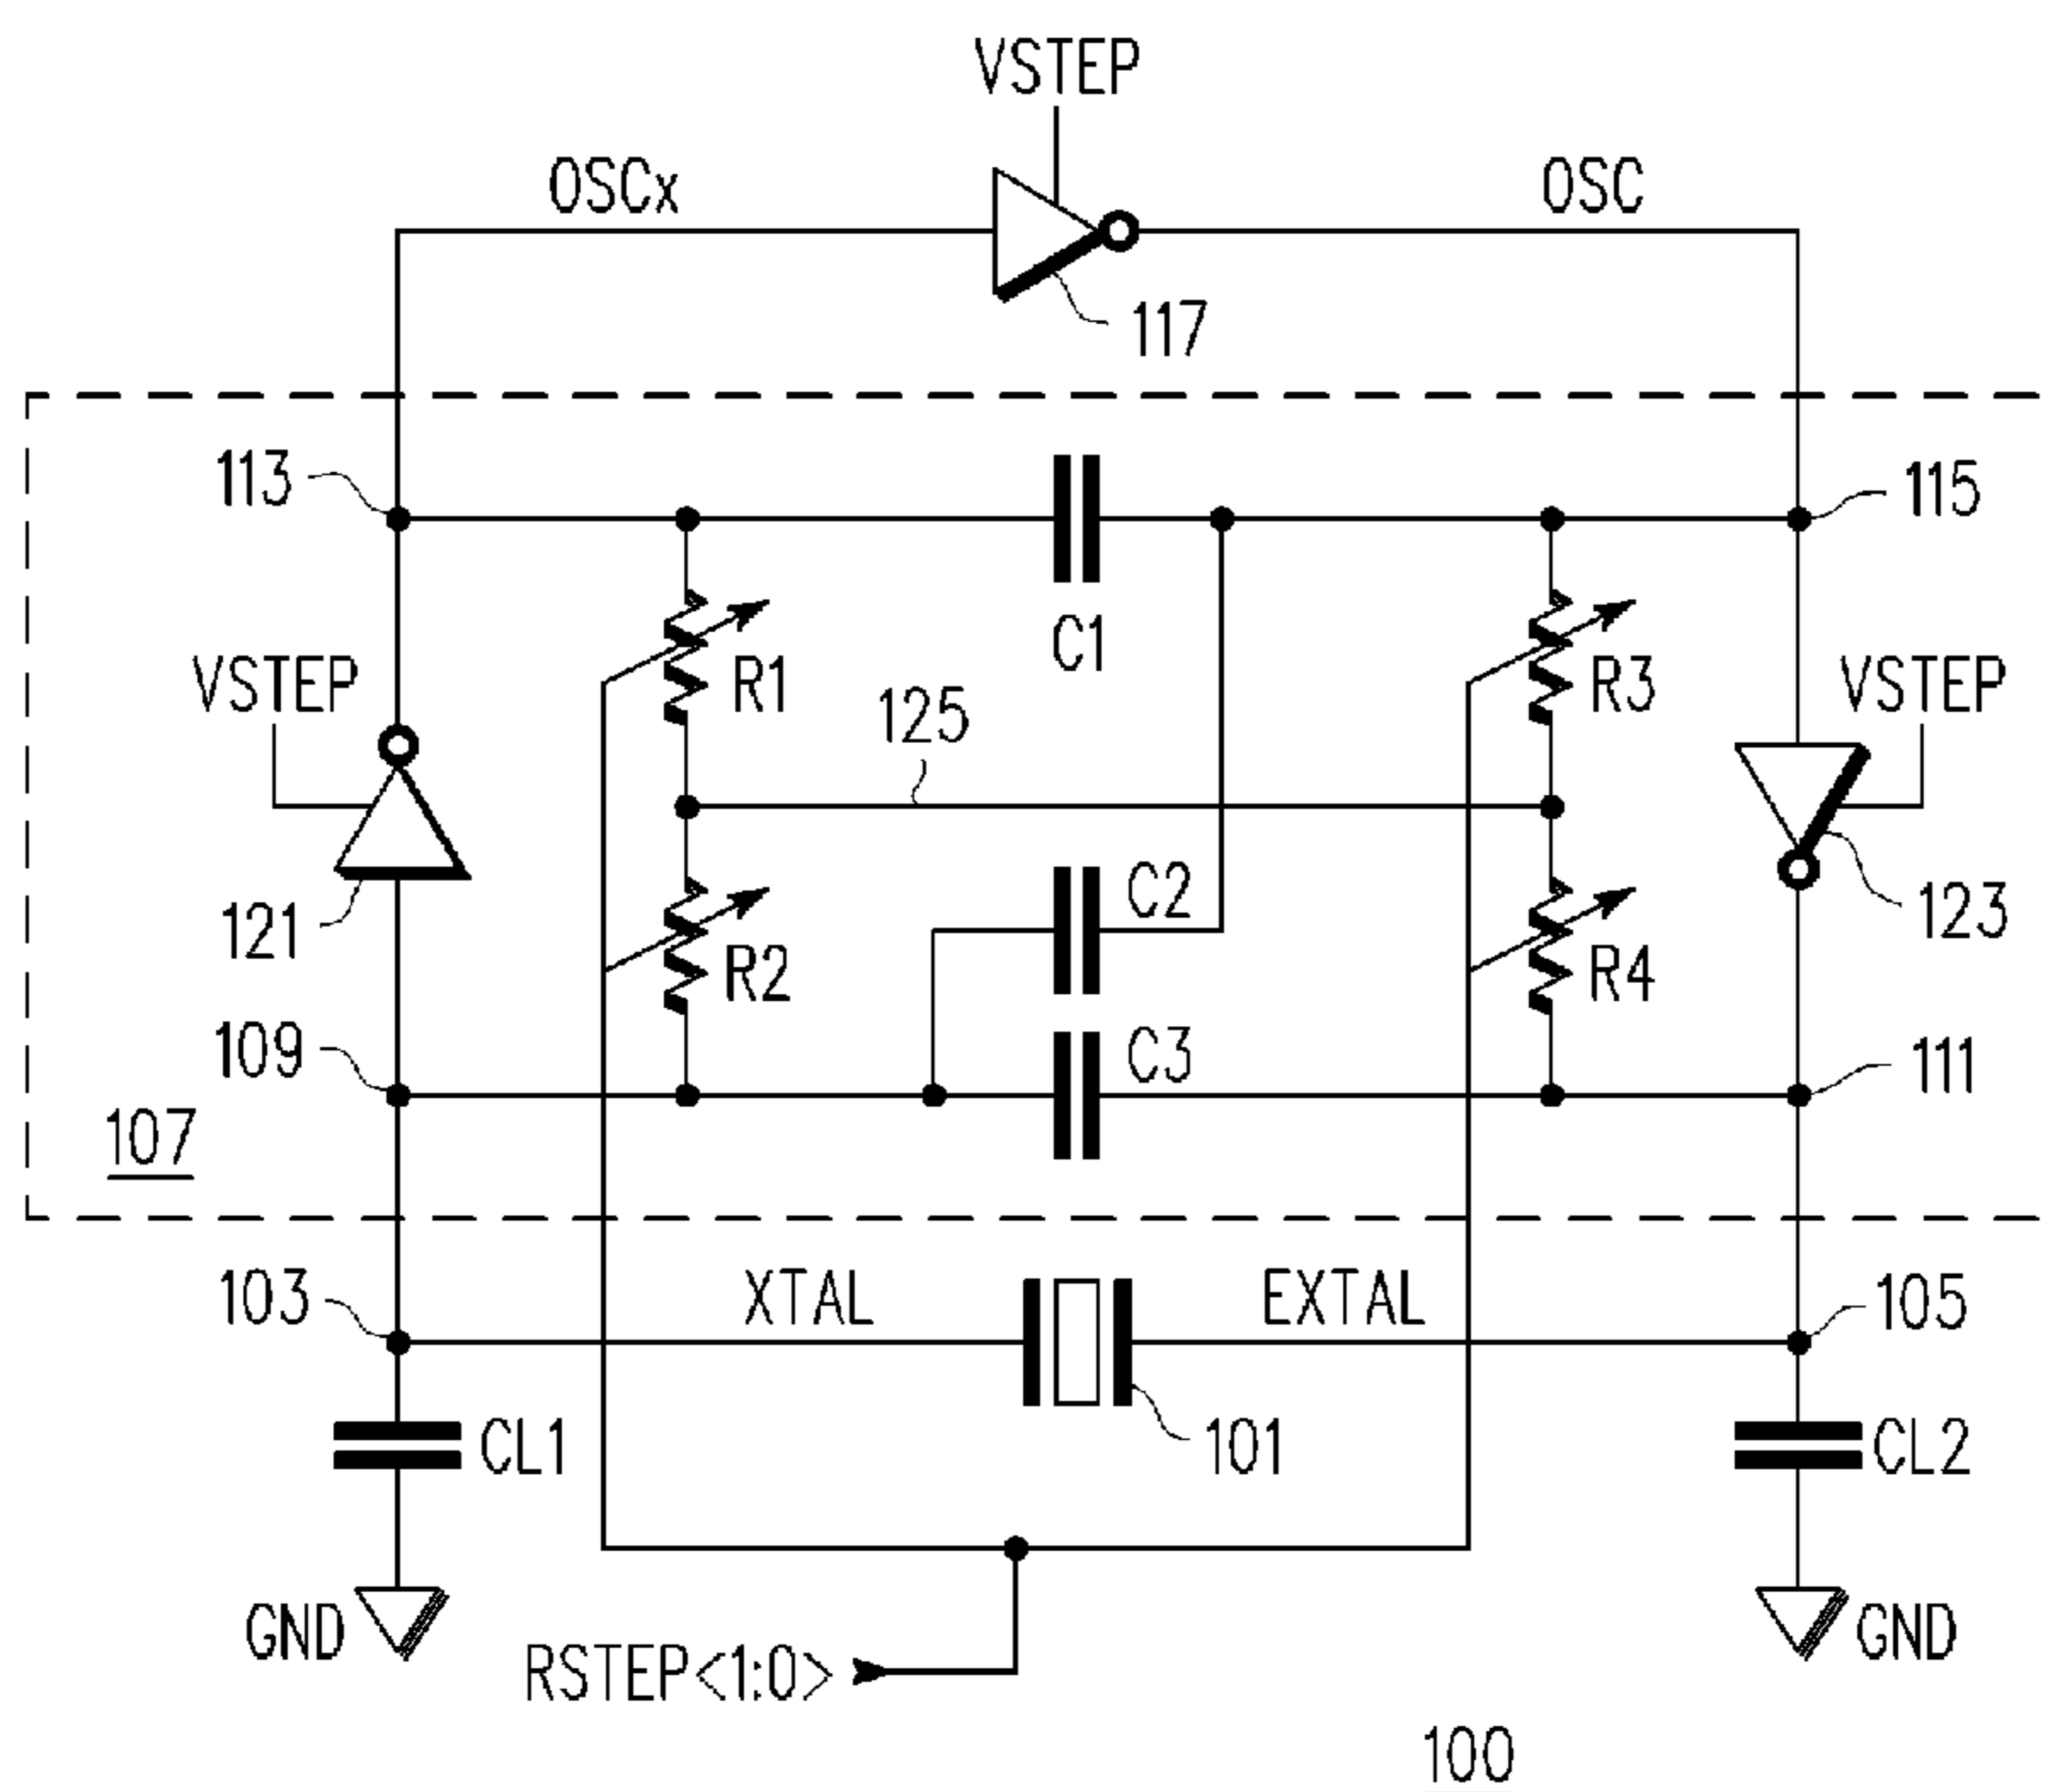 VSTEP
OSCx
OSC
117
113
115
C1
VSTEP
R1
125
R3
VSTEP
121
C2
123
R2
R4
109
C3
111
107
103
XTAL
EXTAL
105
CL1
101
CL2
GND
RSTEP<1:0>
GND
100